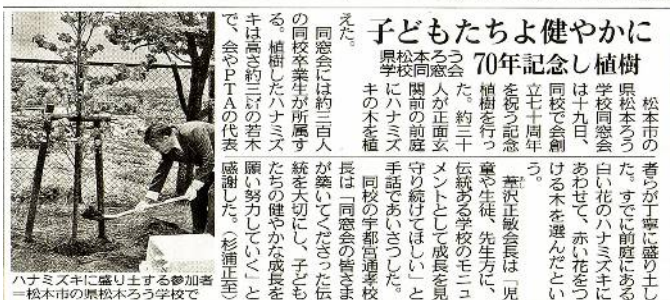 子どもたちよ健やかに
県松本ろう学校同窓会
70年記念し植樹
松本市の
県松本ろう
学校同窓会
は十九日、
同校で会創
立七十周年
を祝う記念
植樹を行っ
た。約三十
人が正面玄
関前の前庭
にハナミズ
キの木を植
えた。
同窓会には約三百人
の同校卒業生が所属す
る。植樹したハナミズ
キは高さ約三㍍の若木
で、会やPTAの代表
者らが丁寧に盛り土し
た。すでに前庭にある
白い花のハナミズキに
あわせて、赤い花をつ
ける木を選んだとい
う。
葦沢正敏会長は「児
童や生徒、先生方に、
伝統ある学校のモニュ
メントとして成長を見
守り続けてほしい」と
手話であいさつした。
同校の宇都宮通孝校
長は「同窓会の皆さま
が築いてくださった伝
統を大切にし、子ども
たちの健やかな成長を
願い努力していく」と
感謝した。（杉浦正至）
ハナミズキに盛り土する参加者
＝松本市の県松本ろう学校で